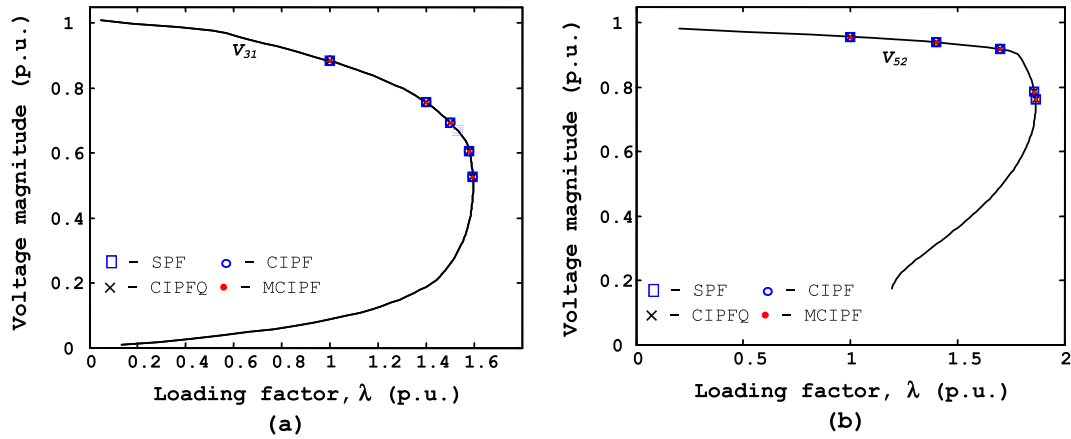 Voltage magnitude (p.u.)
1
0.8
0.6
0.4
0.2
0
V31
□ – SPF ○ – CIPF
× – CIPFQ • – MCIPF
0 0.2 0.4 0.6 0.8 1 1.2 1.4 1.6
Loading factor, λ (p.u.)
(a)
Voltage magnitude (p.u.)
1
0.8
0.6
0.4
0.2
0
V52
□ – SPF ○ – CIPF
× – CIPFQ • – MCIPF
0 0.5 1 1.5 2
Loading factor, λ (p.u.)
(b)